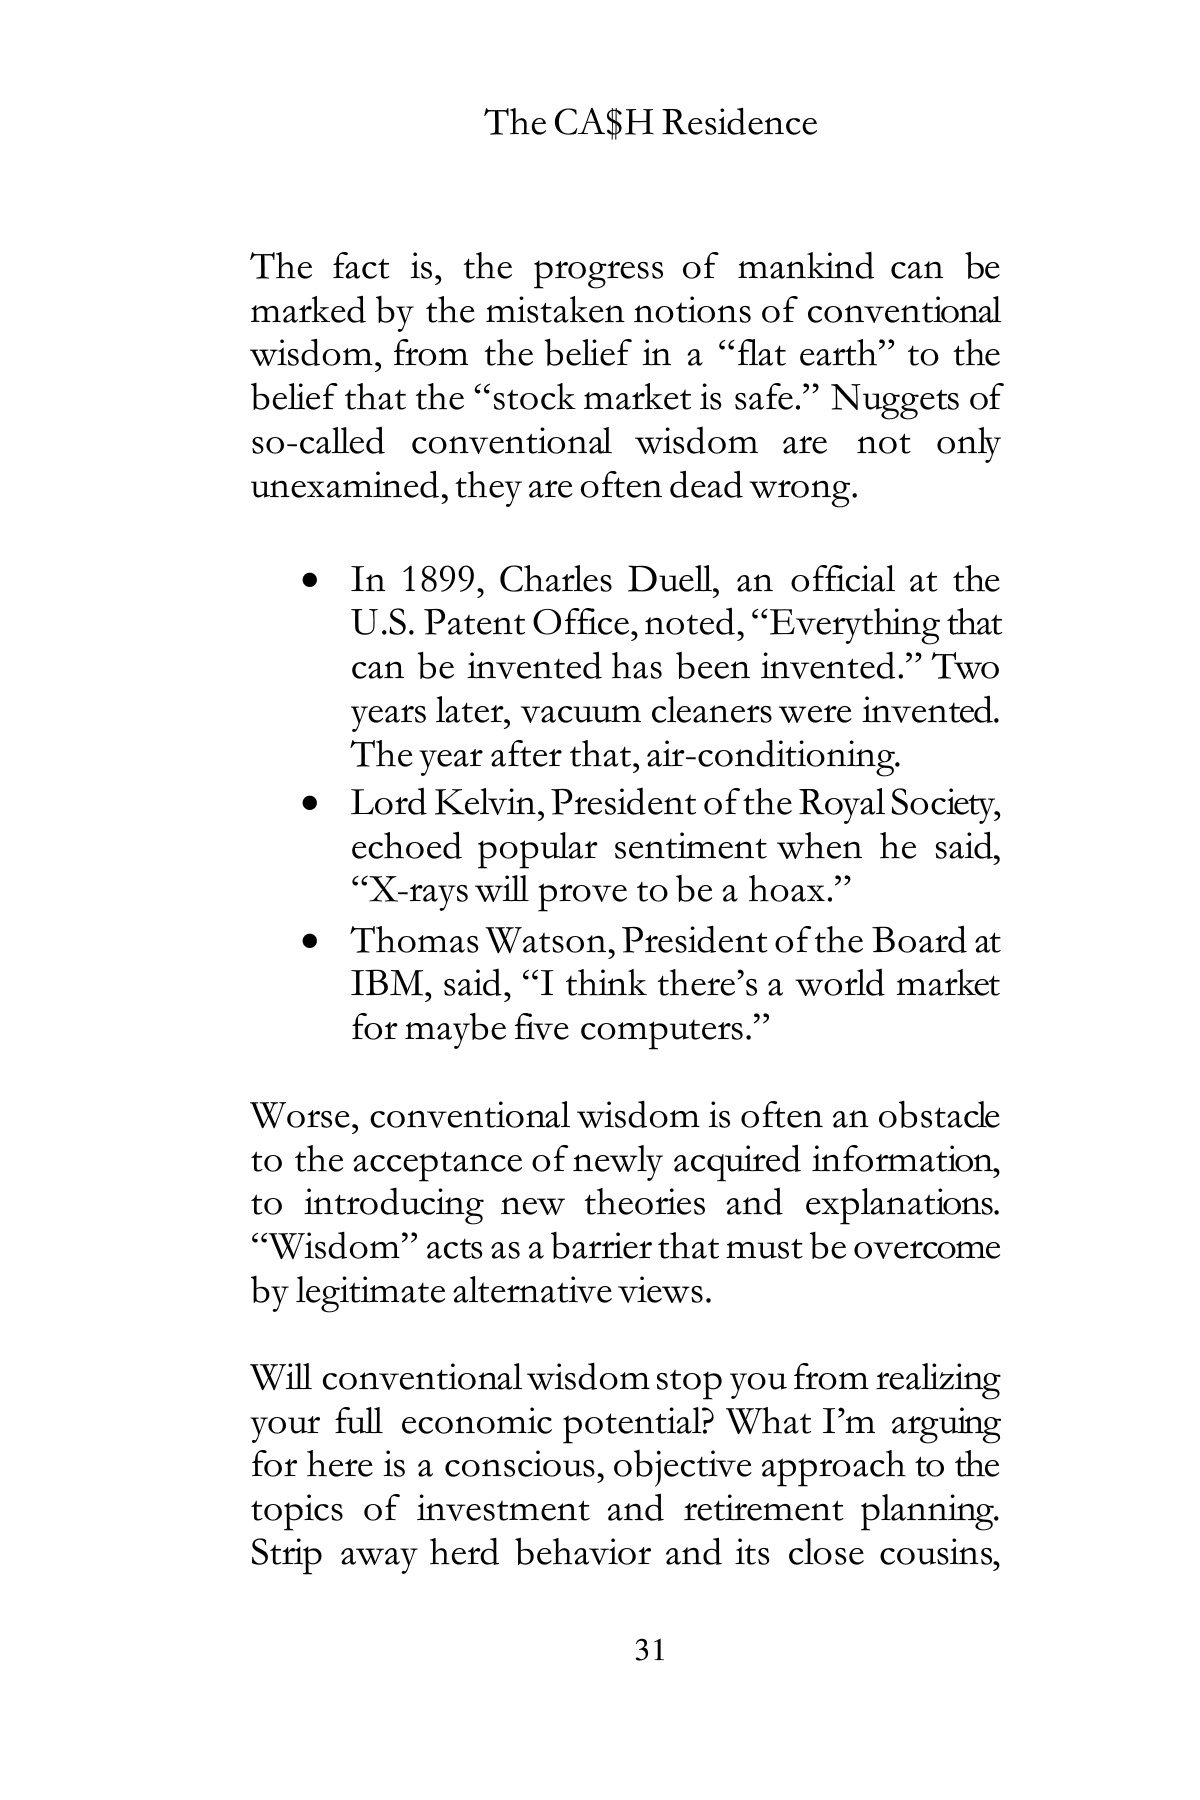 The CA$H Residence
The fact is, the progress of mankind can be
marked by the mistaken notions of conventional
wisdom, from the belief in a “flat earth” to the
belief that the “stock market is safe.” Nuggets of
so-called conventional wisdom are not only
unexamined, they are often dead wrong.
• In 1899, Charles Duell, an official at the
U.S. Patent Office, noted, “Everything that
can be invented has been invented.” Two
years later, vacuum cleaners were invented.
The year after that, air-conditioning.
• Lord Kelvin, President of the Royal Society,
echoed popular sentiment when he said,
“X-rays will prove to be a hoax.”
• Thomas Watson, President of the Board at
IBM, said, “I think there’s a world market
for maybe five computers.”
Worse, conventional wisdom is often an obstacle
to the acceptance of newly acquired information,
to introducing new theories and explanations.
“Wisdom” acts as a barrier that must be overcome
by legitimate alternative views.
Will conventional wisdom stop you from realizing
your full economic potential? What I’m arguing
for here is a conscious, objective approach to the
topics of investment and retirement planning.
Strip away herd behavior and its close cousins,
31